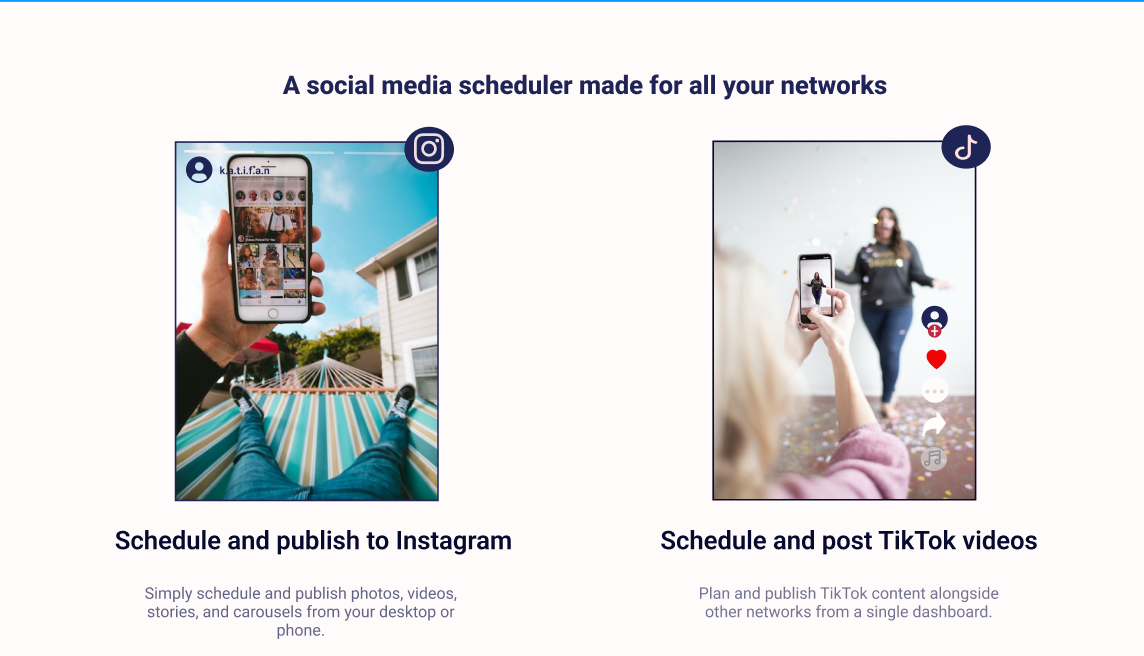 A social media scheduler made for all your networks
k.a.t.i.f.a.n
Schedule and publish to Instagram
Simply schedule and publish photos, videos,
stories, and carousels from your desktop or
phone.
Schedule and post TikTok videos
Plan and publish TikTok content alongside
other networks from a single dashboard.